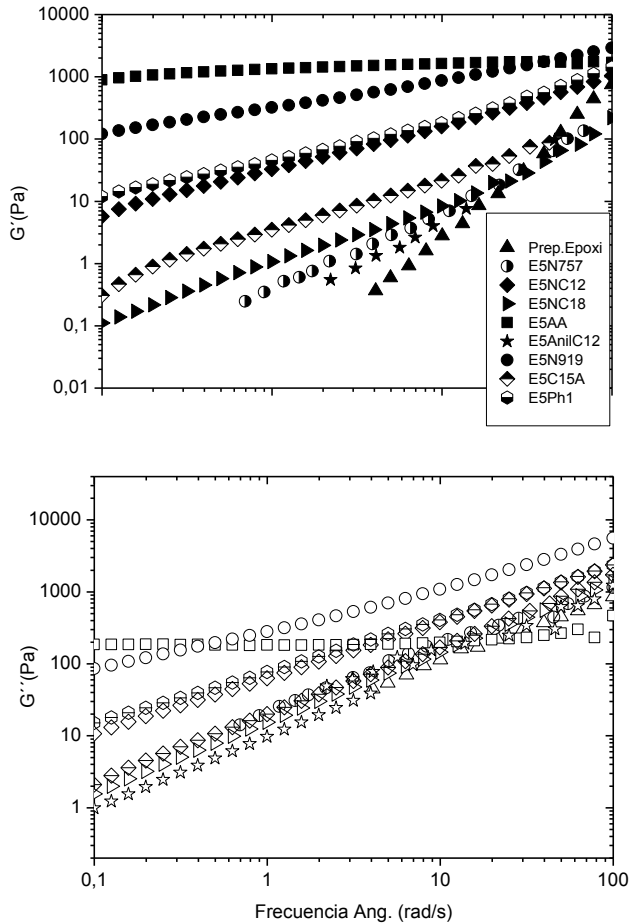 10000
1000
100
10
1
0,1
0,01
G´(Pa)
Prep.Epoxi
E5N757
E5NC12
E5NC18
E5AA
E5AnilC12
E5N919
E5C15A
E5Ph1
10000
1000
100
10
1
G´´(Pa)
0,1 1 10 100
Frecuencia Ang. (rad/s)